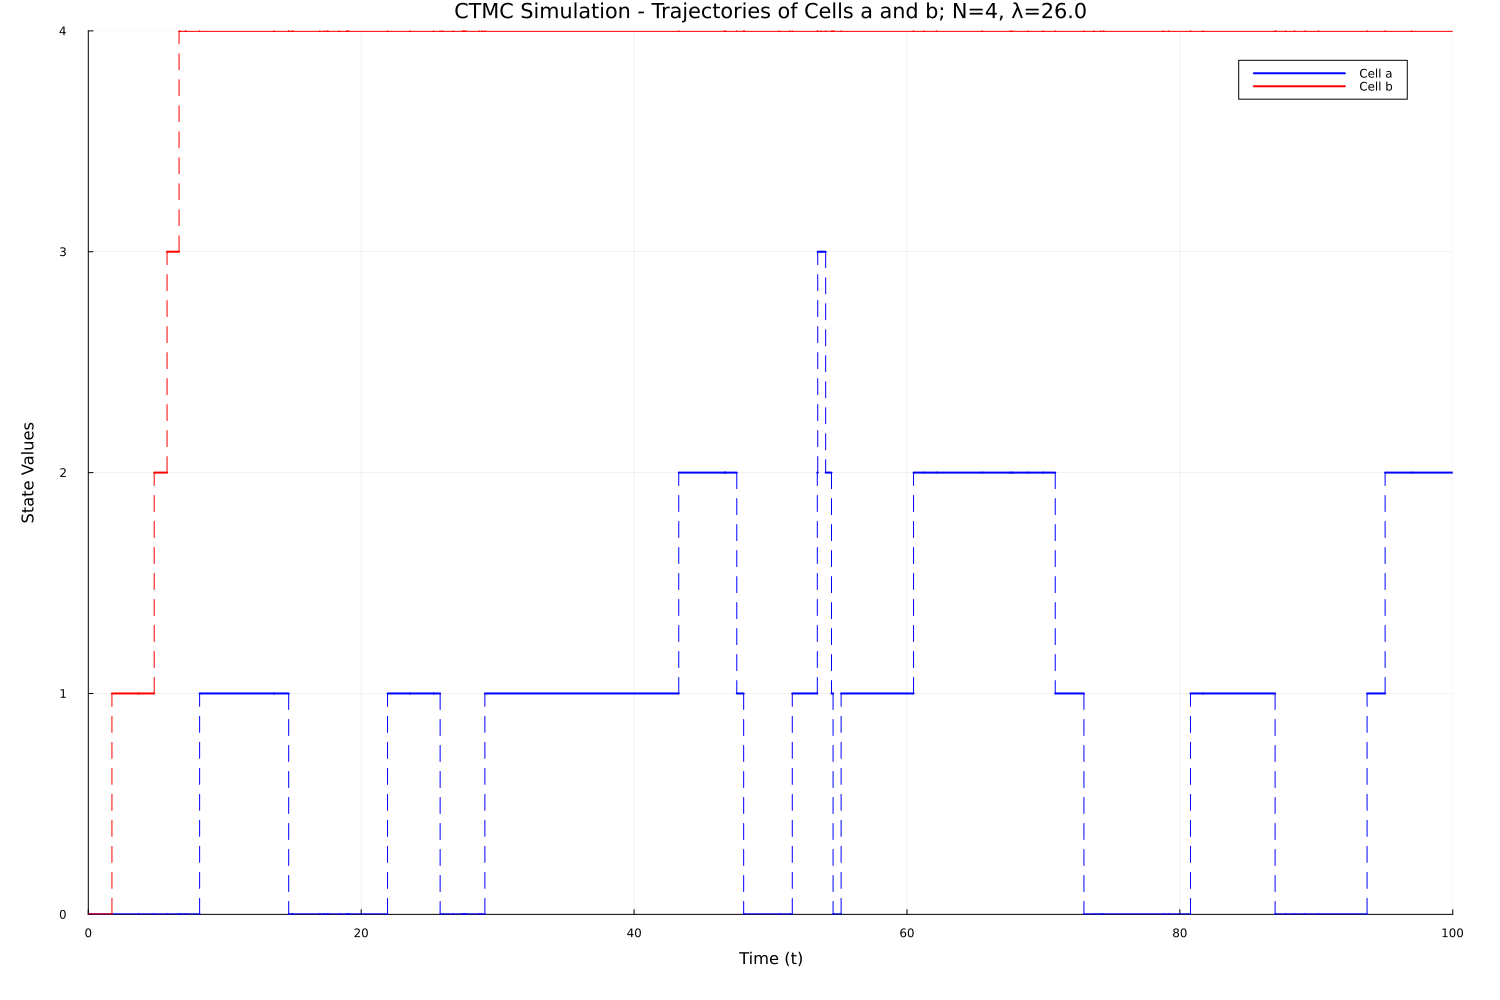 CTMC Simulation - Trajectories of Cells a and b; N=4, λ=26.0
4
Cell a
Cell b
3
State Values
2
1
0
0 20 40 60 80 100
Time (t)